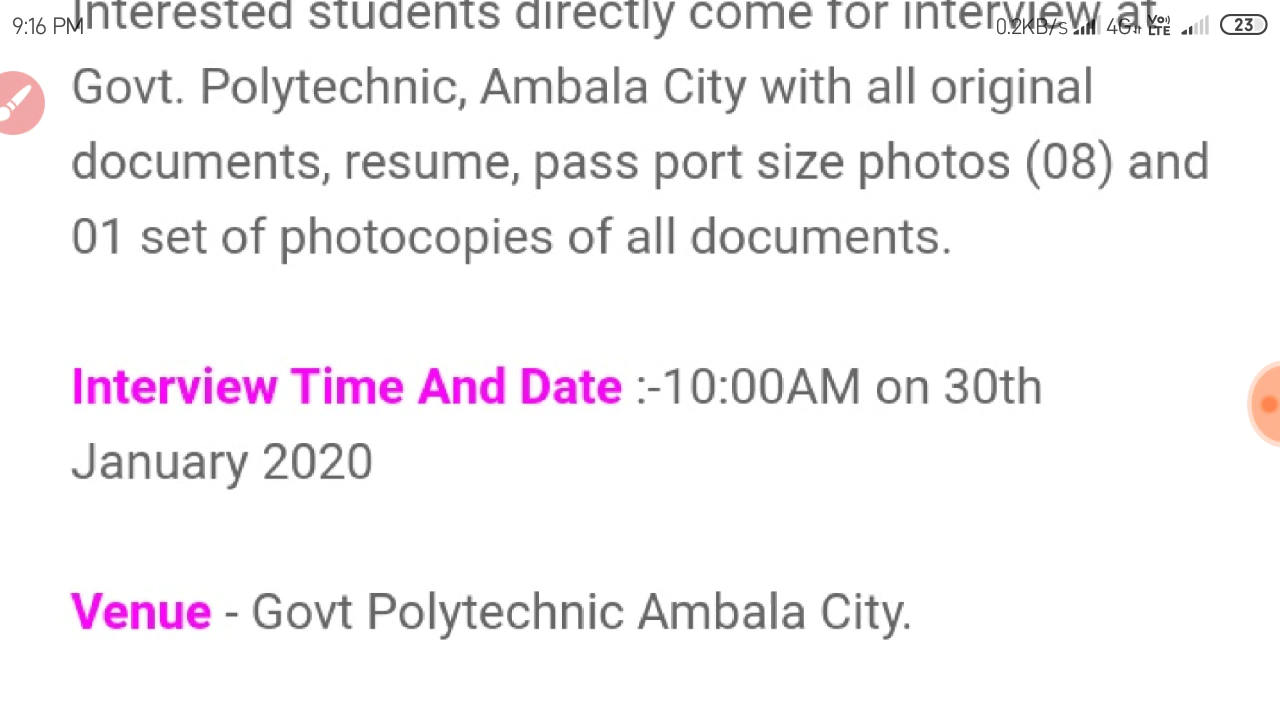 9:16 PM 0.2KB/s 4G Vo)) LTE 23
Interested students directly come for interview at
Govt. Polytechnic, Ambala City with all original
documents, resume, pass port size photos (08) and
01 set of photocopies of all documents.
Interview Time And Date :-10:00AM on 30th
January 2020
Venue - Govt Polytechnic Ambala City.